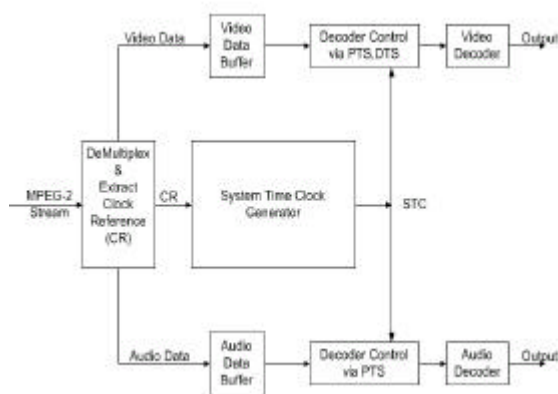 Video Data
Video
Data
Buffer
Decoder Control
via PTS,DTS
Video
Decoder
Output
MPEG-2
Stream
DeMultiplex
&
Extract
Clock
Reference
(CR)
CR
System Time Clock
Generator
STC
Audio Data
Audio
Data
Buffer
Decoder Control
via PTS
Audio
Decoder
Output